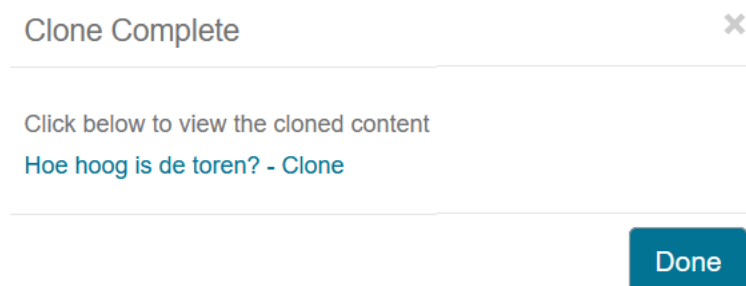 Clone Complete
Click below to view the cloned content
Hoe hoog is de toren? - Clone
Done